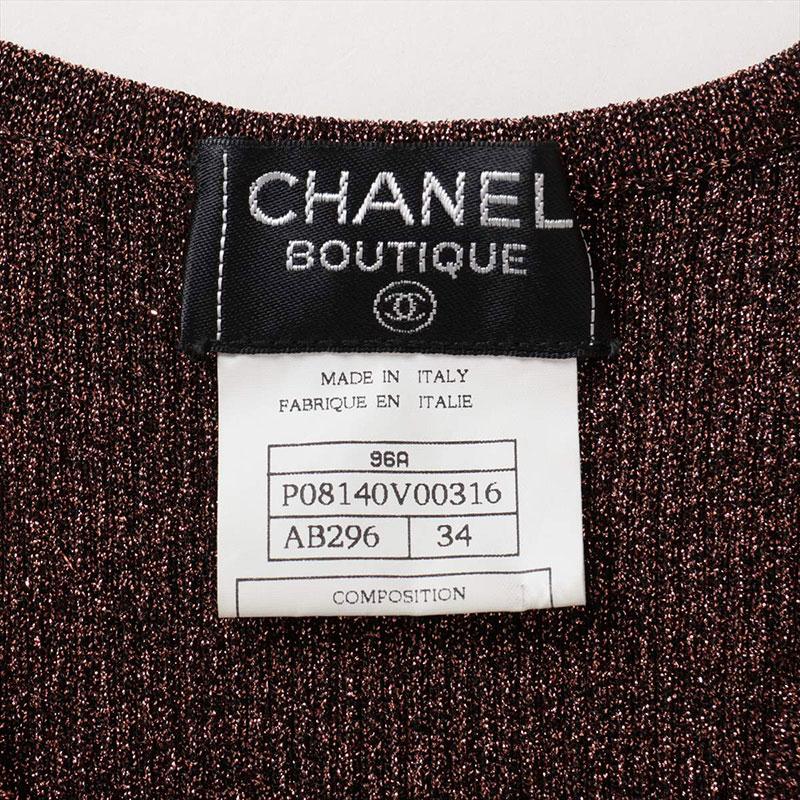 CHANEL
BOUTIQUE
MADE IN ITALY
FABRIQUE EN ITALIE
96A
P08140V00316
AB296 34
COMPOSITION